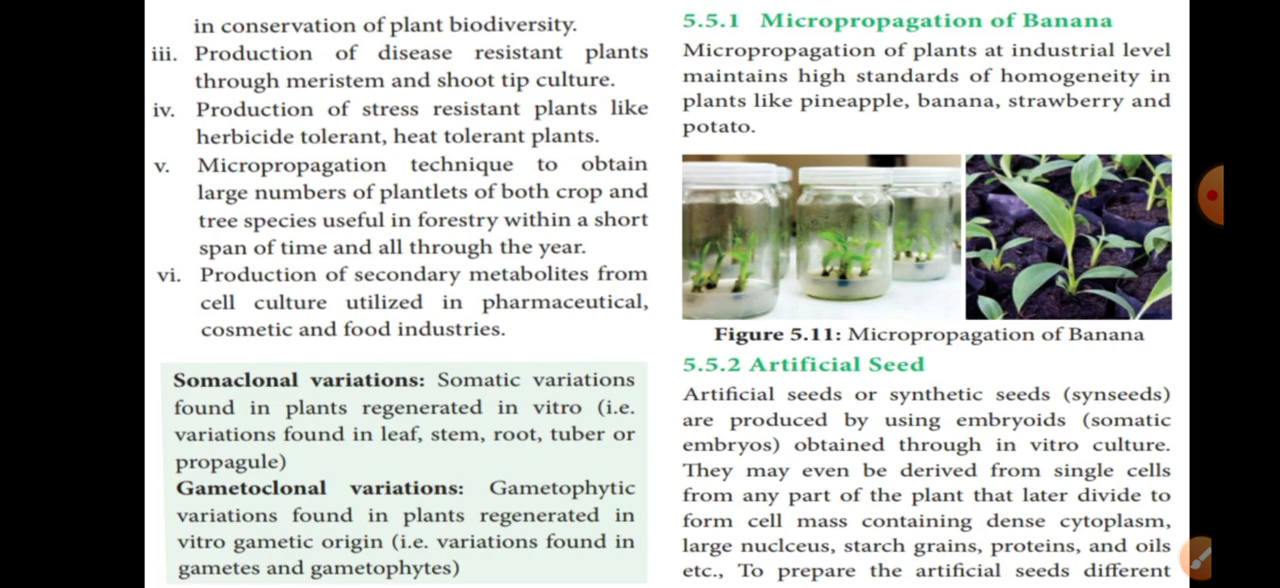 in conservation of plant biodiversity.
iii. Production of disease resistant plants
through meristem and shoot tip culture.
iv. Production of stress resistant plants like
herbicide tolerant, heat tolerant plants.
v. Micropropagation technique to obtain
large numbers of plantlets of both crop and
tree species useful in forestry within a short
span of time and all through the year.
vi. Production of secondary metabolites from
cell culture utilized in pharmaceutical,
cosmetic and food industries.
Somaclonal variations: Somatic variations
found in plants regenerated in vitro (i.e.
variations found in leaf, stem, root, tuber or
propagule)
Gametoclonal variations: Gametophytic
variations found in plants regenerated in
vitro gametic origin (i.e. variations found in
gametes and gametophytes)
5.5.1 Micropropagation of Banana
Micropropagation of plants at industrial level
maintains high standards of homogeneity in
plants like pineapple, banana, strawberry and
potato.
Figure 5.11: Micropropagation of Banana
5.5.2 Artificial Seed
Artificial seeds or synthetic seeds (synseeds)
are produced by using embryoids (somatic
embryos) obtained through in vitro culture.
They may even be derived from single cells
from any part of the plant that later divide to
form cell mass containing dense cytoplasm,
large nuclceus, starch grains, proteins, and oils
etc., To prepare the artificial seeds different